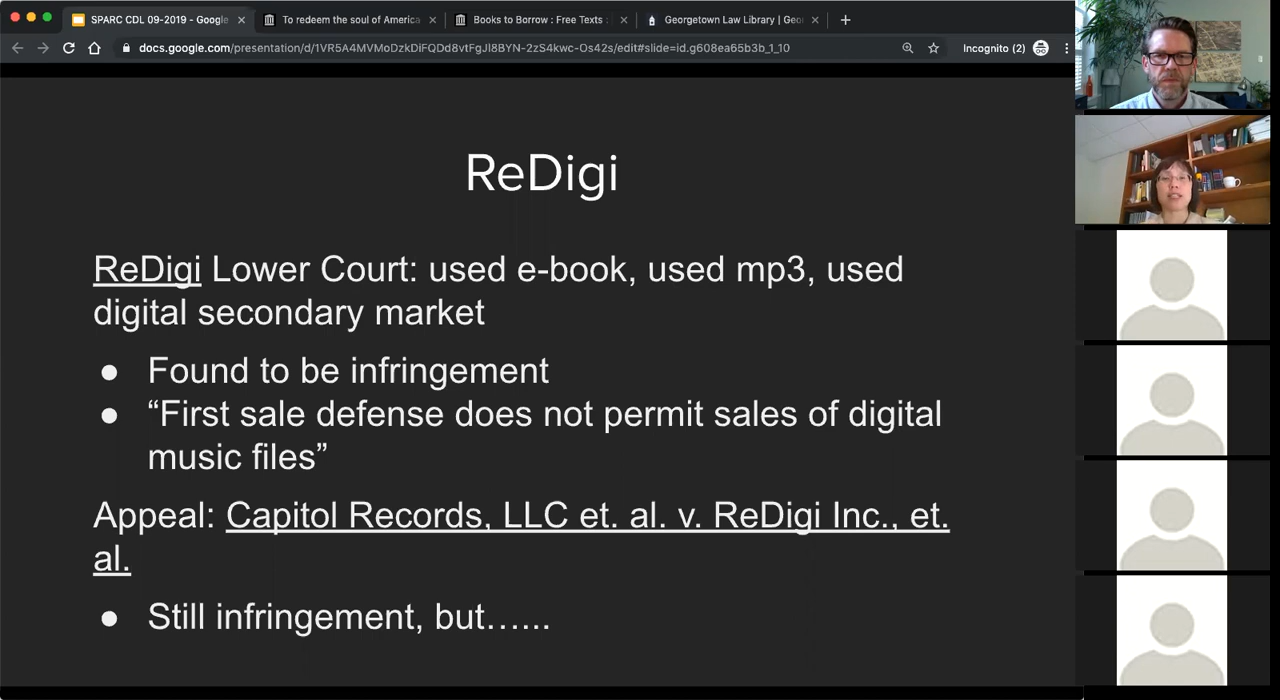 SPARC CDL 09-2019 - Google
To redeem the soul of America
Books to Borrow : Free Texts :
Georgetown Law Library | Geo
docs.google.com/presentation/d/1VR5A4MVMoDzkDiFQDd8vtFgJI8BYN-2zS4kwc-Os42s/edit#slide=id.g608ea65b3b_1_10
Incognito (2)
ReDigi
ReDigi Lower Court: used e-book, used mp3, used
digital secondary market
● Found to be infringement
● “First sale defense does not permit sales of digital
music files”
Appeal: Capitol Records, LLC et. al. v. ReDigi Inc., et.
al.
● Still infringement, but…...